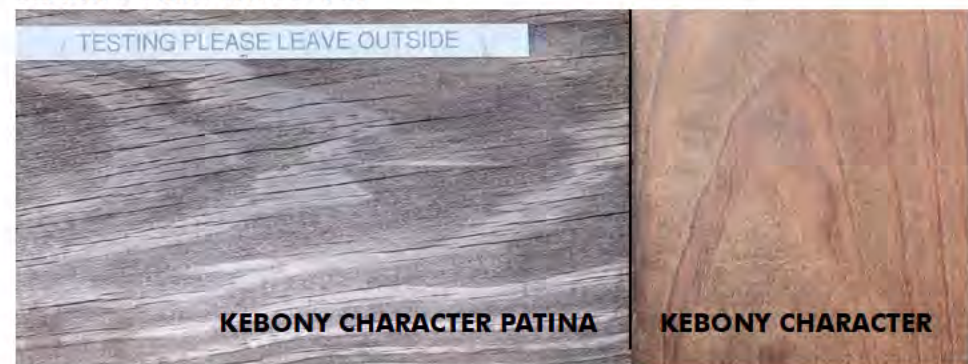 TESTING PLEASE LEAVE OUTSIDE
KEBONY CHARACTER PATINA
KEBONY CHARACTER